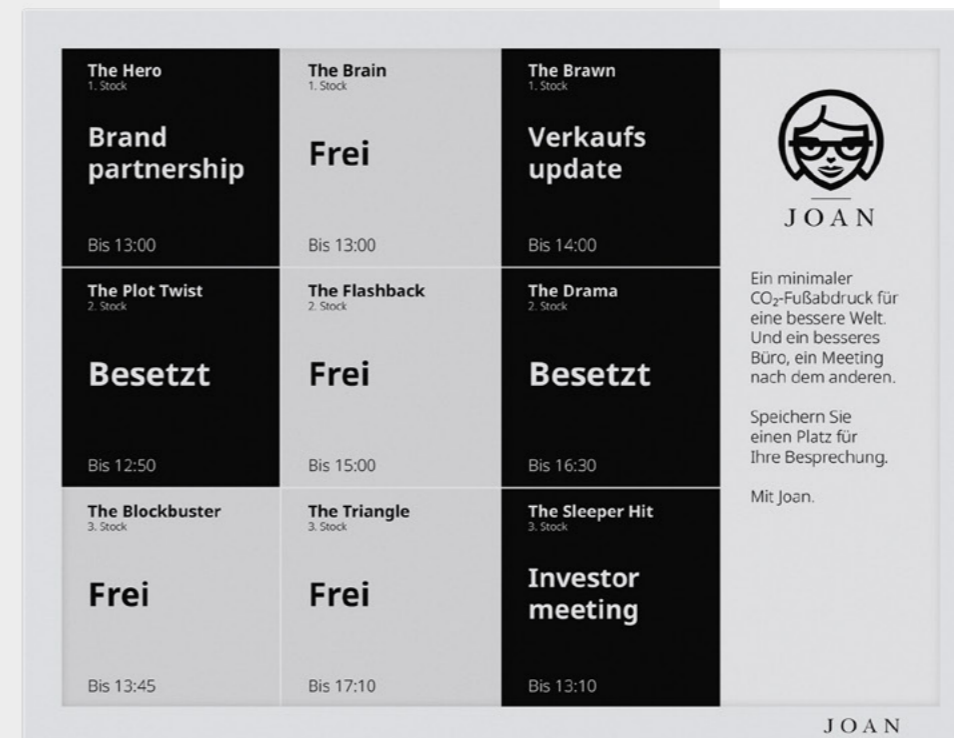 The Hero
1. Stock
Brand
partnership
Bis 13:00
The Brain
1. Stock
Frei
Bis 13:00
The Brawn
1. Stock
Verkaufs
update
Bis 14:00
The Plot Twist
2. Stock
Besetzt
Bis 12:50
The Flashback
2. Stock
Frei
Bis 15:00
The Drama
2. Stock
Besetzt
Bis 16:30
The Blockbuster
3. Stock
Frei
Bis 13:45
The Triangle
3. Stock
Frei
Bis 17:10
The Sleeper Hit
3. Stock
Investor
meeting
Bis 13:10
JOAN
Ein minimaler
CO₂-Fußabdruck für
eine bessere Welt.
Und ein besseres
Büro, ein Meeting
nach dem anderen.
Speichern Sie
einen Platz für
Ihre Besprechung.
Mit Joan.
JOAN